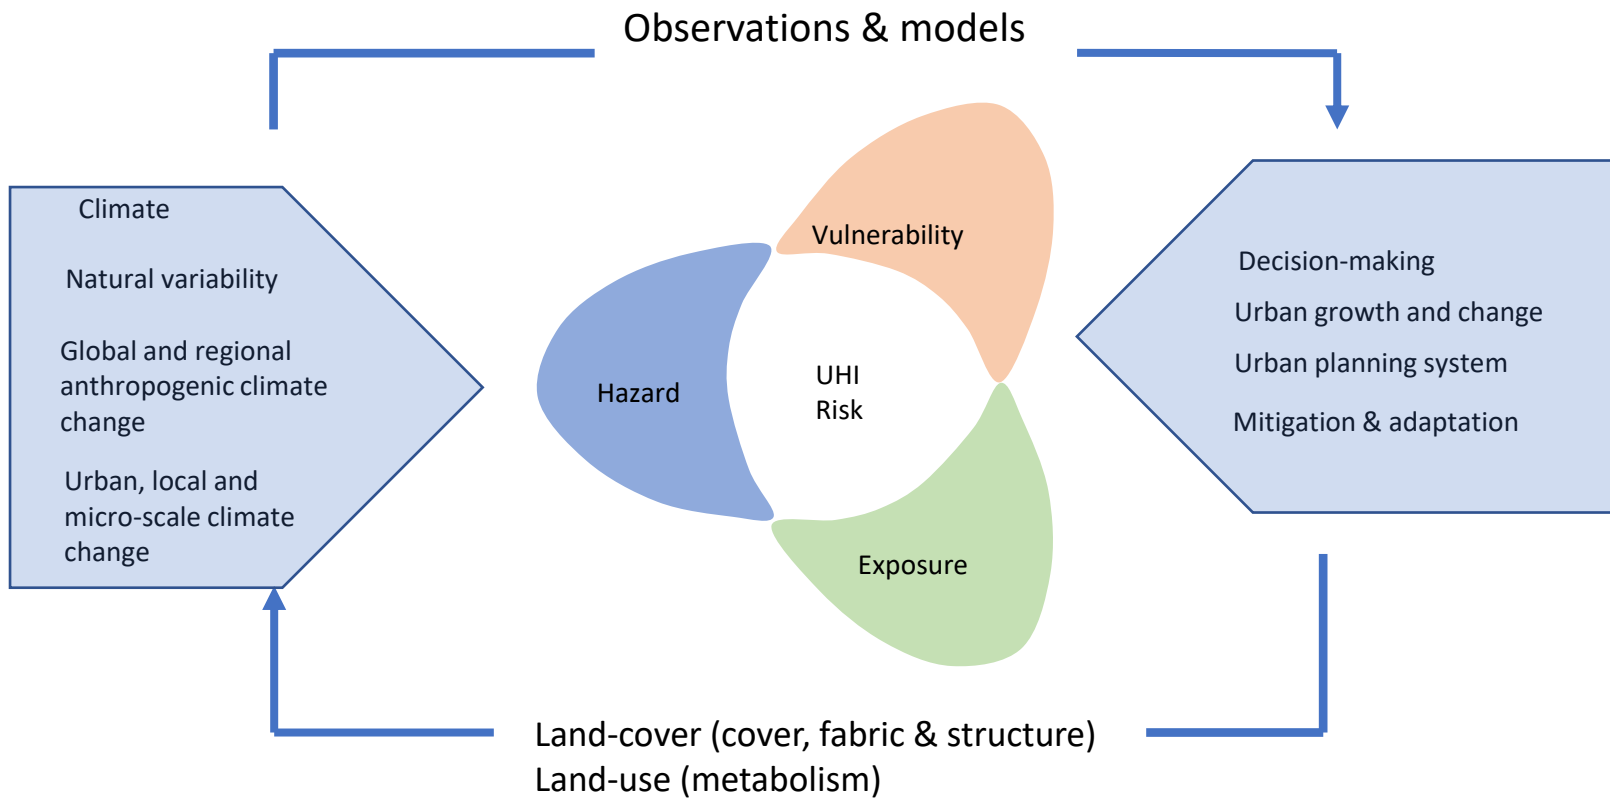 Observations & models
Climate
Natural variability
Global and regional
anthropogenic climate
change
Urban, local and
micro-scale climate
change
Vulnerability
Hazard
UHI
Risk
Exposure
Decision-making
Urban growth and change
Urban planning system
Mitigation & adaptation
Land-cover (cover, fabric & structure)
Land-use (metabolism)